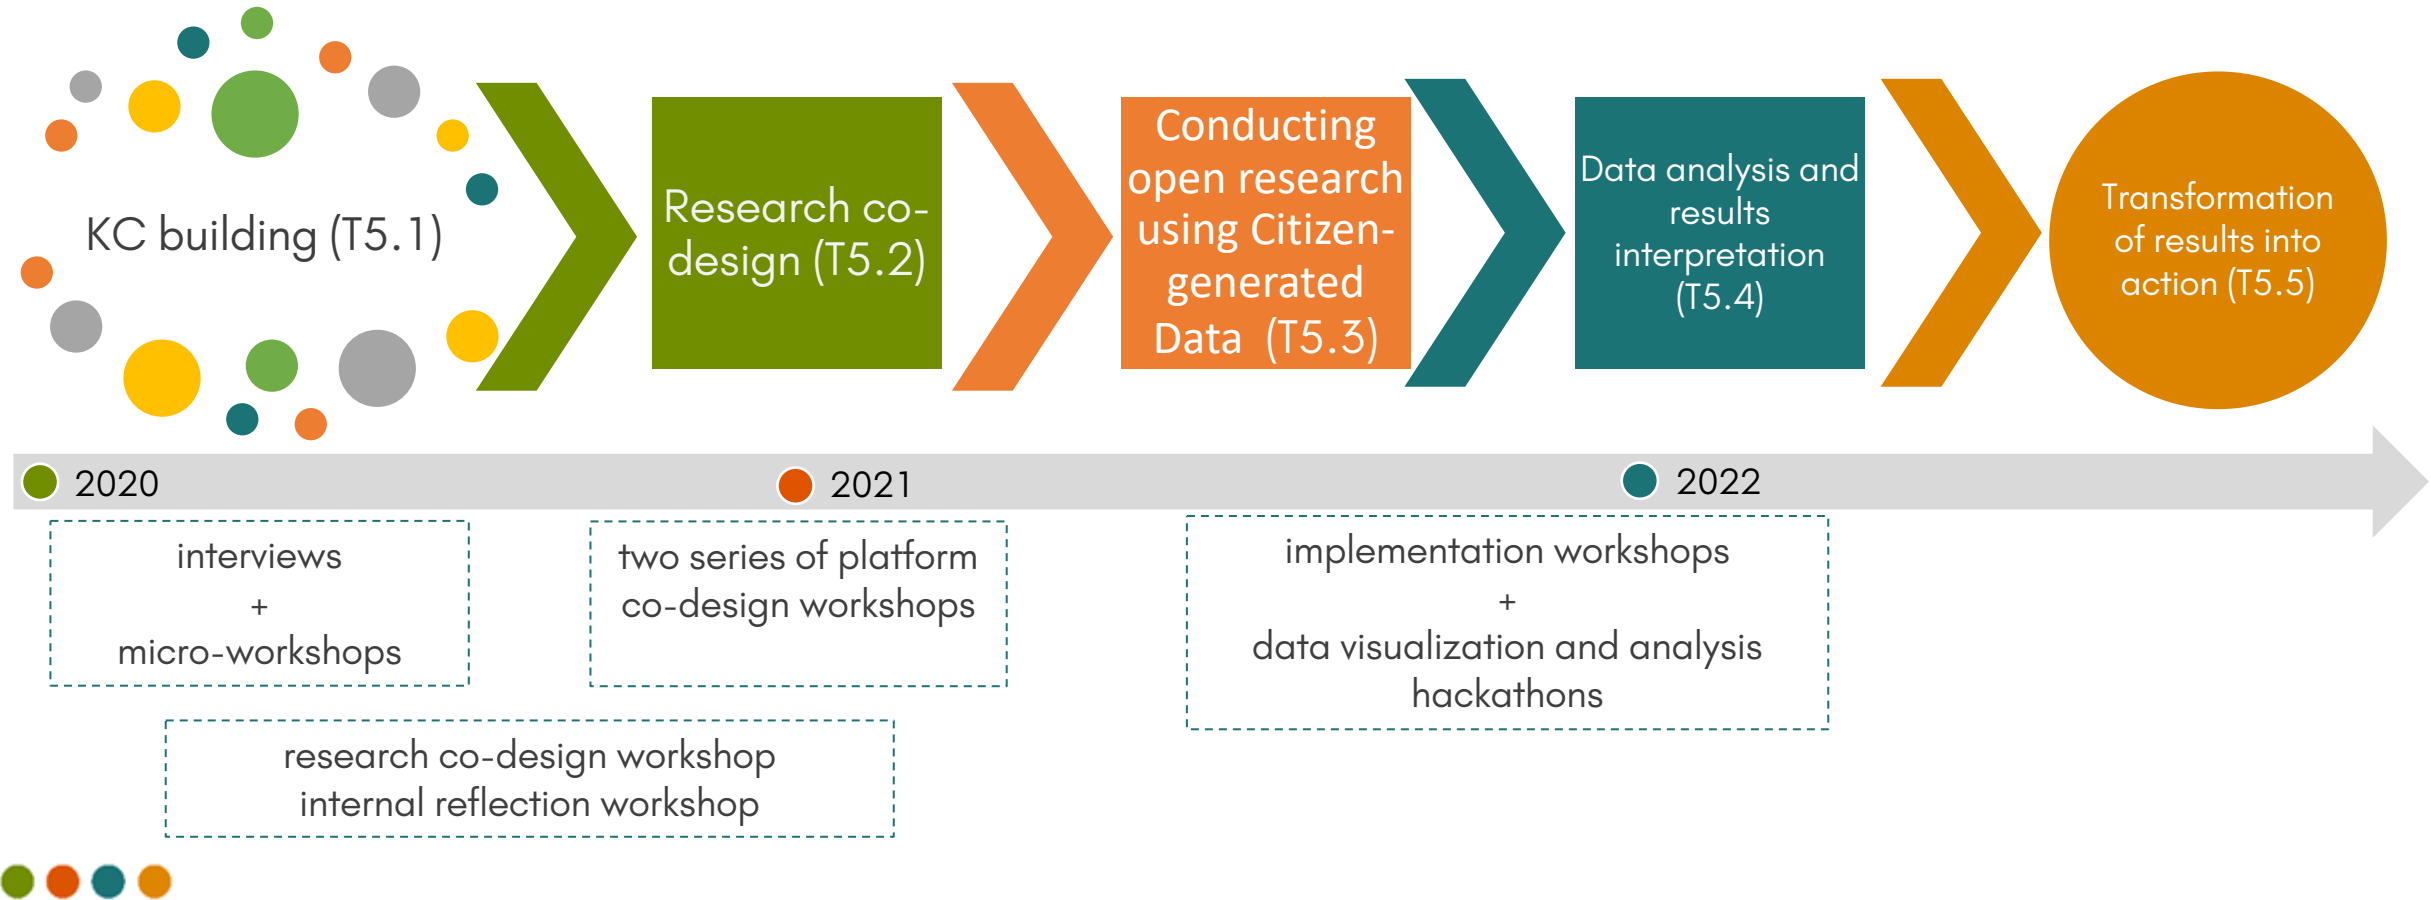 KC building (T5.1)
Research co-
design (T5.2)
Conducting
open research
using Citizen-
generated
Data (T5.3)
Data analysis and
results
interpretation
(T5.4)
Transformation
of results into
action (T5.5)
2020
2021
2022
interviews
+
micro-workshops
two series of platform
co-design workshops
implementation workshops
+
data visualization and analysis
hackathons
research co-design workshop
internal reflection workshop